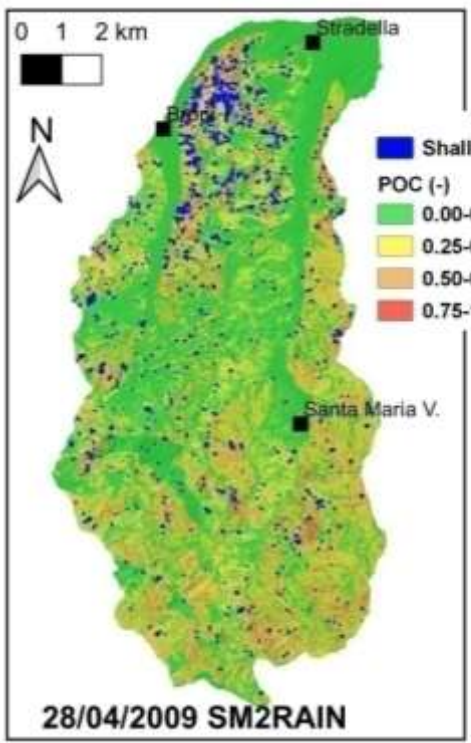 0 1 2 km
Stradella
N
Shall
POC (-)
0.00-
0.25-
0.50-
0.75-
Santa Maria V.
28/04/2009 SM2RAIN